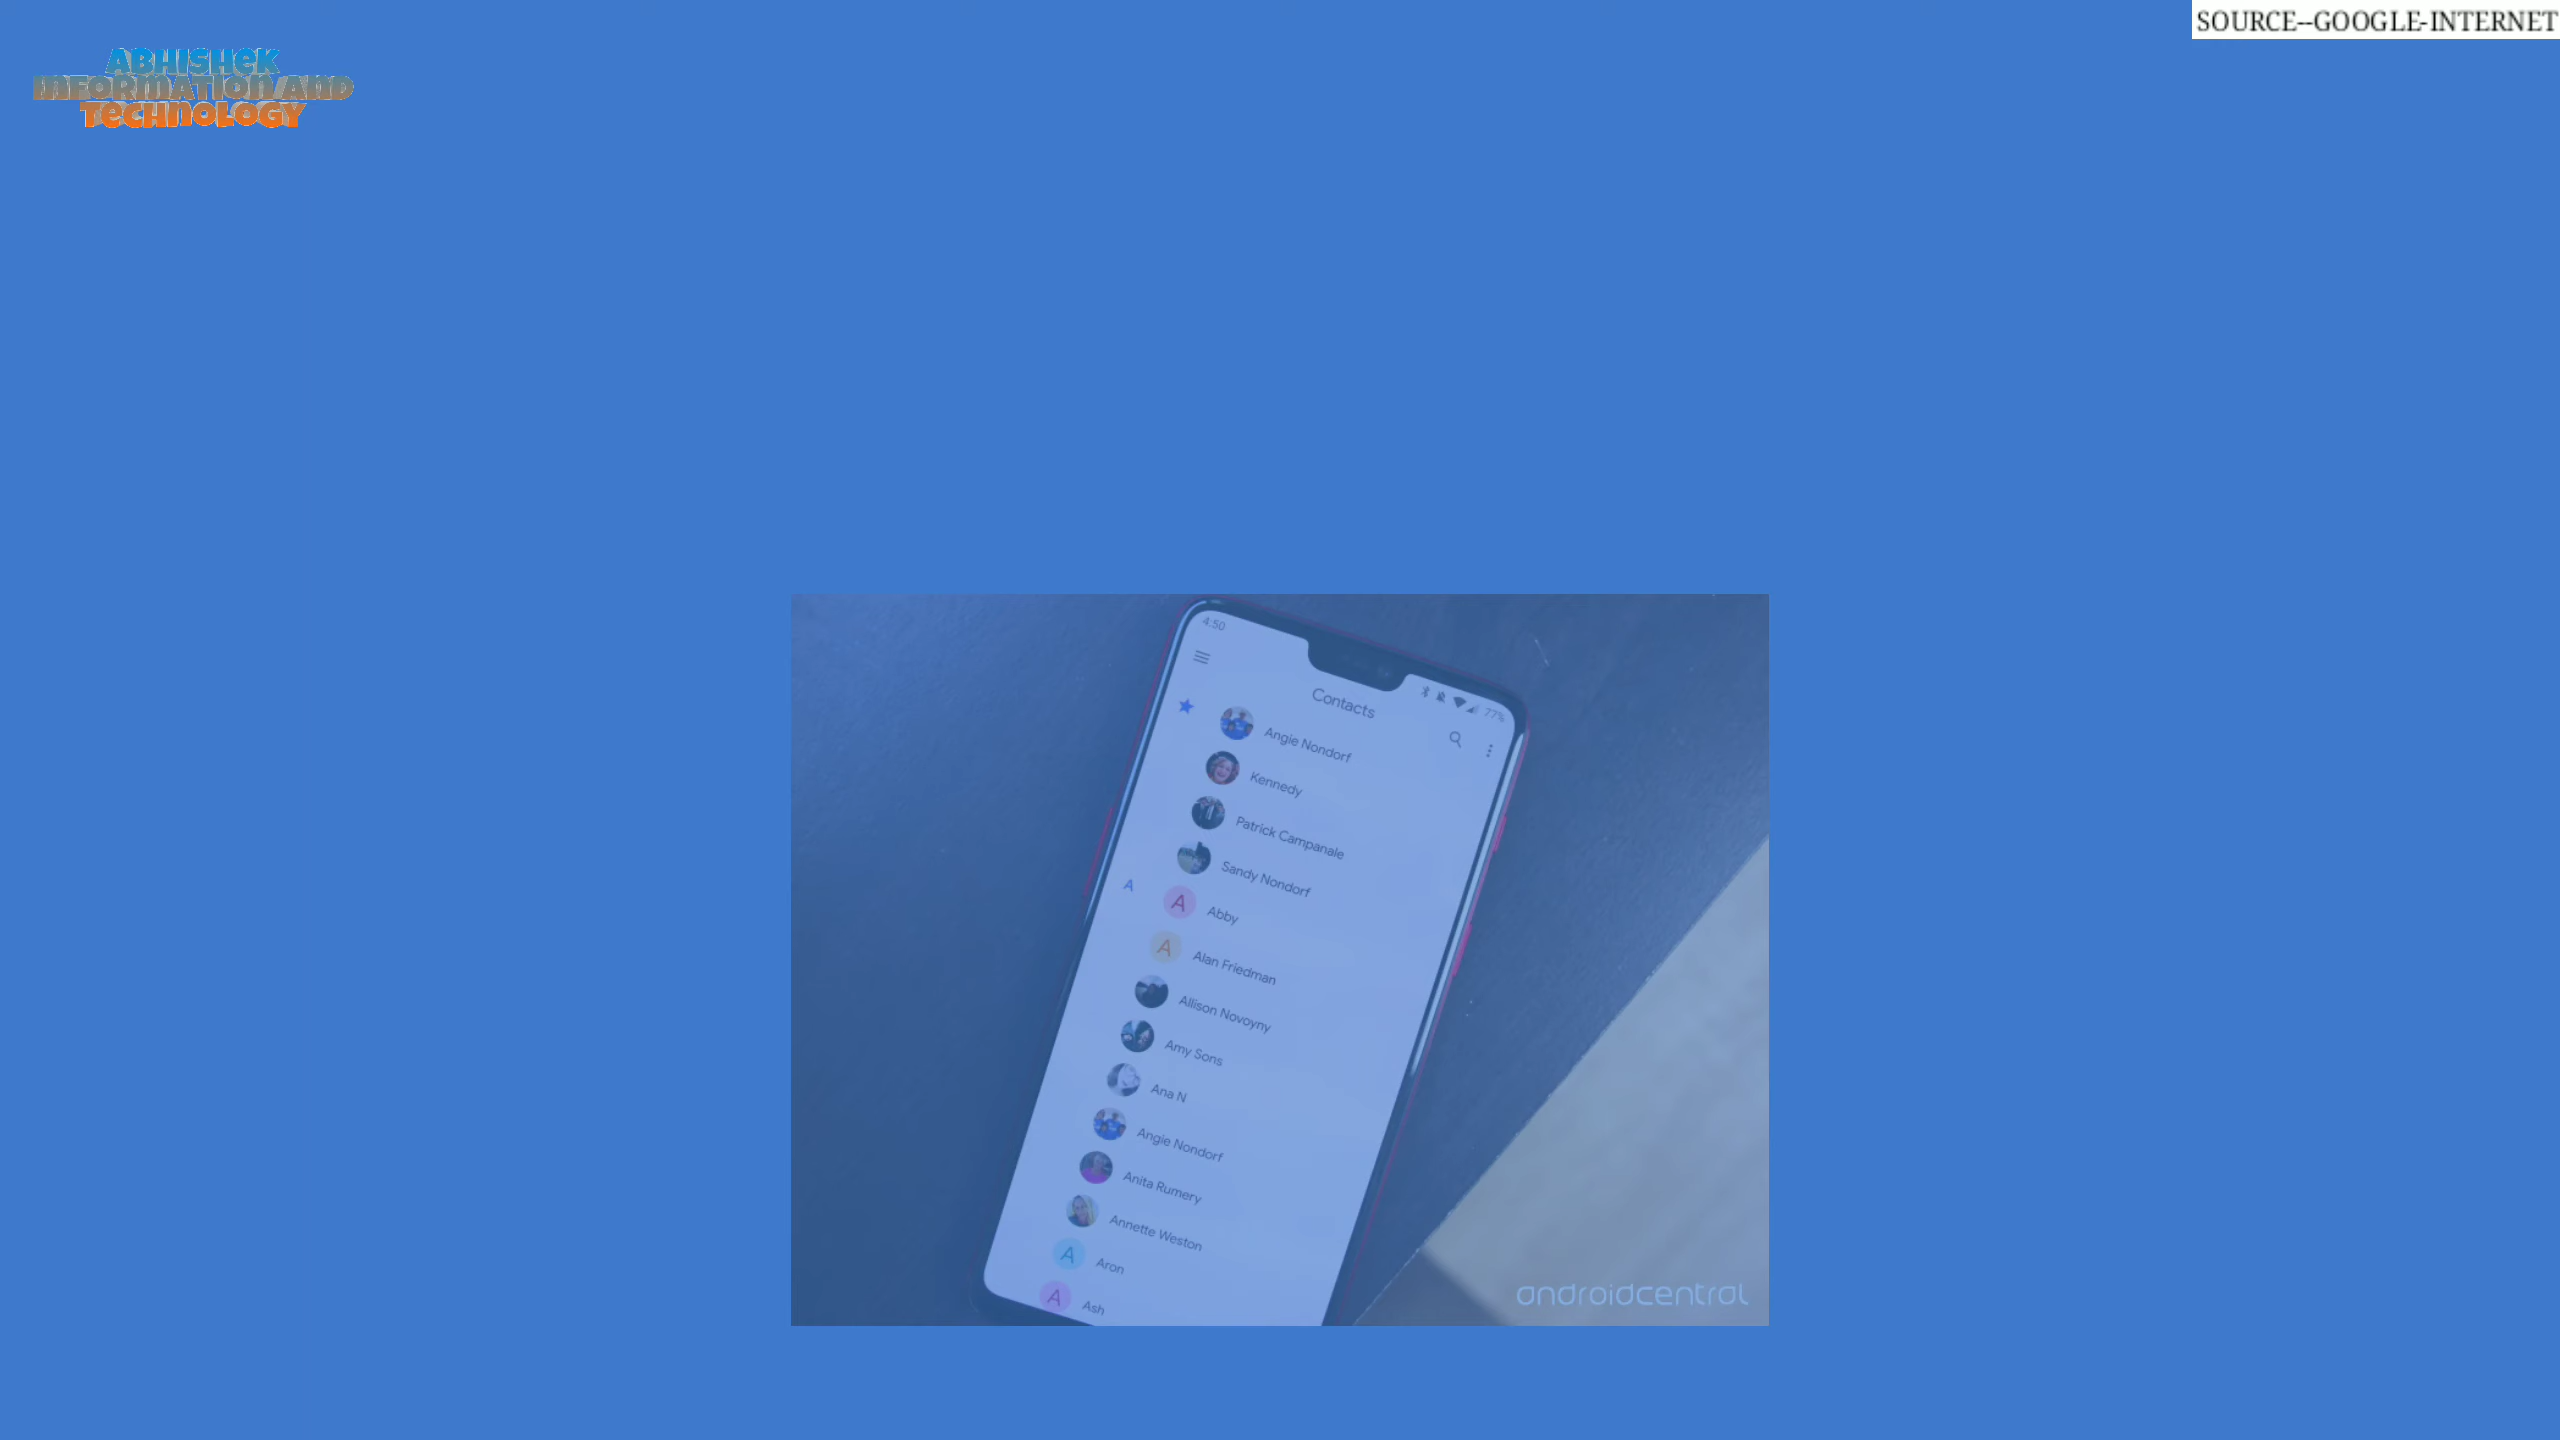 SOURCE--GOOGLE-INTERNET
ABHISHEK
INFORMATION AND
TECHNOLOGY
4:50
77%
Contacts
Angie Nondorf
Kennedy
Patrick Campanale
Sandy Nondorf
A
A
Abby
A
Alan Friedman
Allison Novoyny
Amy Sons
Ana N
Angie Nondorf
Anita Rumery
Annette Weston
A
Aron
A
Ash
androidcentral